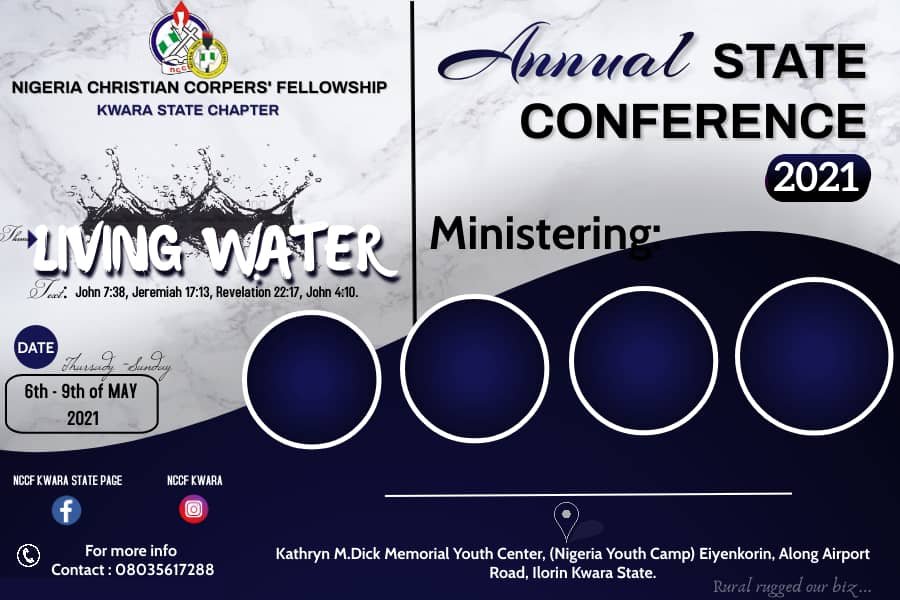 NCCF
NIGERIA CHRISTIAN CORPERS' FELLOWSHIP
KWARA STATE CHAPTER
Theme
LIVING WATER
Text: John 7:38, Jeremiah 17:13, Revelation 22:17, John 4:10.
DATE
Thursady - Sunday
6th - 9th of MAY
2021
Annual STATE
CONFERENCE
2021
Ministering:
NCCF KWARA STATE PAGE
NCCF KWARA
For more info
Contact : 08035617288
Kathryn M.Dick Memorial Youth Center, (Nigeria Youth Camp) Eiyenkorin, Along Airport
Road, Ilorin Kwara State.
Rural rugged our biz...